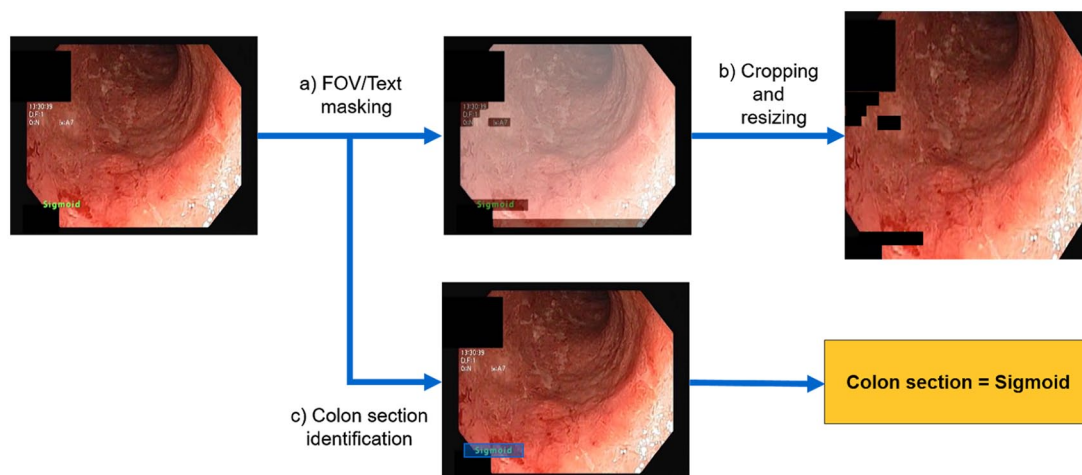 a) FOV/Text
masking
b) Cropping
and
resizing
13:30:39
D.F:1
Sigmoid
13:30:39
D.F:1
Sigmoid
c) Colon section
identification
13:30:39
D.F:1
Sigmoid
Colon section = Sigmoid